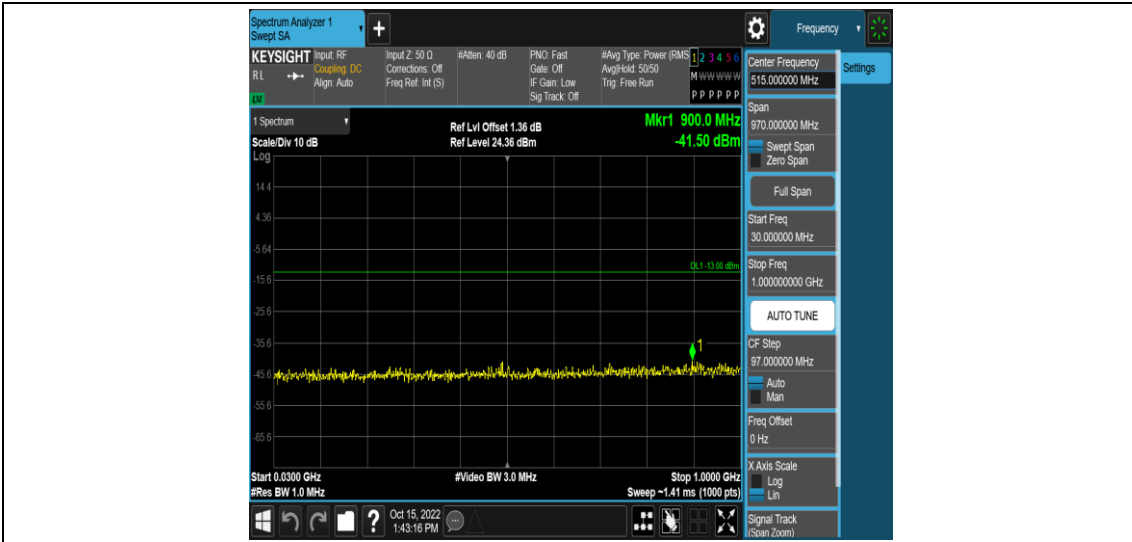 Spectrum Analyzer 1
Swept SA
+
Frequency
KEYSIGHT
R L
LXI
Input: RF
Coupling: DC
Align: Auto
Input Z: 50 Ω
Corrections: Off
Freq Ref: Int (S)
#Atten: 40 dB
PNO: Fast
Gate: Off
IF Gain: Low
Sig Track: Off
#Avg Type: Power (RMS
Avg|Hold: 50/50
Trig: Free Run
1 2 3 4 5 6
M W W W W W
P P P P P P
Center Frequency
515.000000 MHz
Settings
1 Spectrum
Ref Lvl Offset 1.36 dB
Mkr1 900.0 MHz
Scale/Div 10 dB
Ref Level 24.36 dBm
-41.50 dBm
Log
14.4
4.36
-5.64
DL1 -13.00 dBm
-15.6
-25.6
-35.6
1
-45.6
-55.6
-65.6
Start 0.0300 GHz
#Video BW 3.0 MHz
Stop 1.0000 GHz
#Res BW 1.0 MHz
Sweep ~1.41 ms (1000 pts)
Span
970.000000 MHz
Swept Span
Zero Span
Full Span
Start Freq
30.000000 MHz
Stop Freq
1.000000000 GHz
AUTO TUNE
CF Step
97.000000 MHz
Auto
Man
Freq Offset
0 Hz
X Axis Scale
Log
Lin
Signal Track
(Span Zoom)
?
Oct 15, 2022
1:43:16 PM